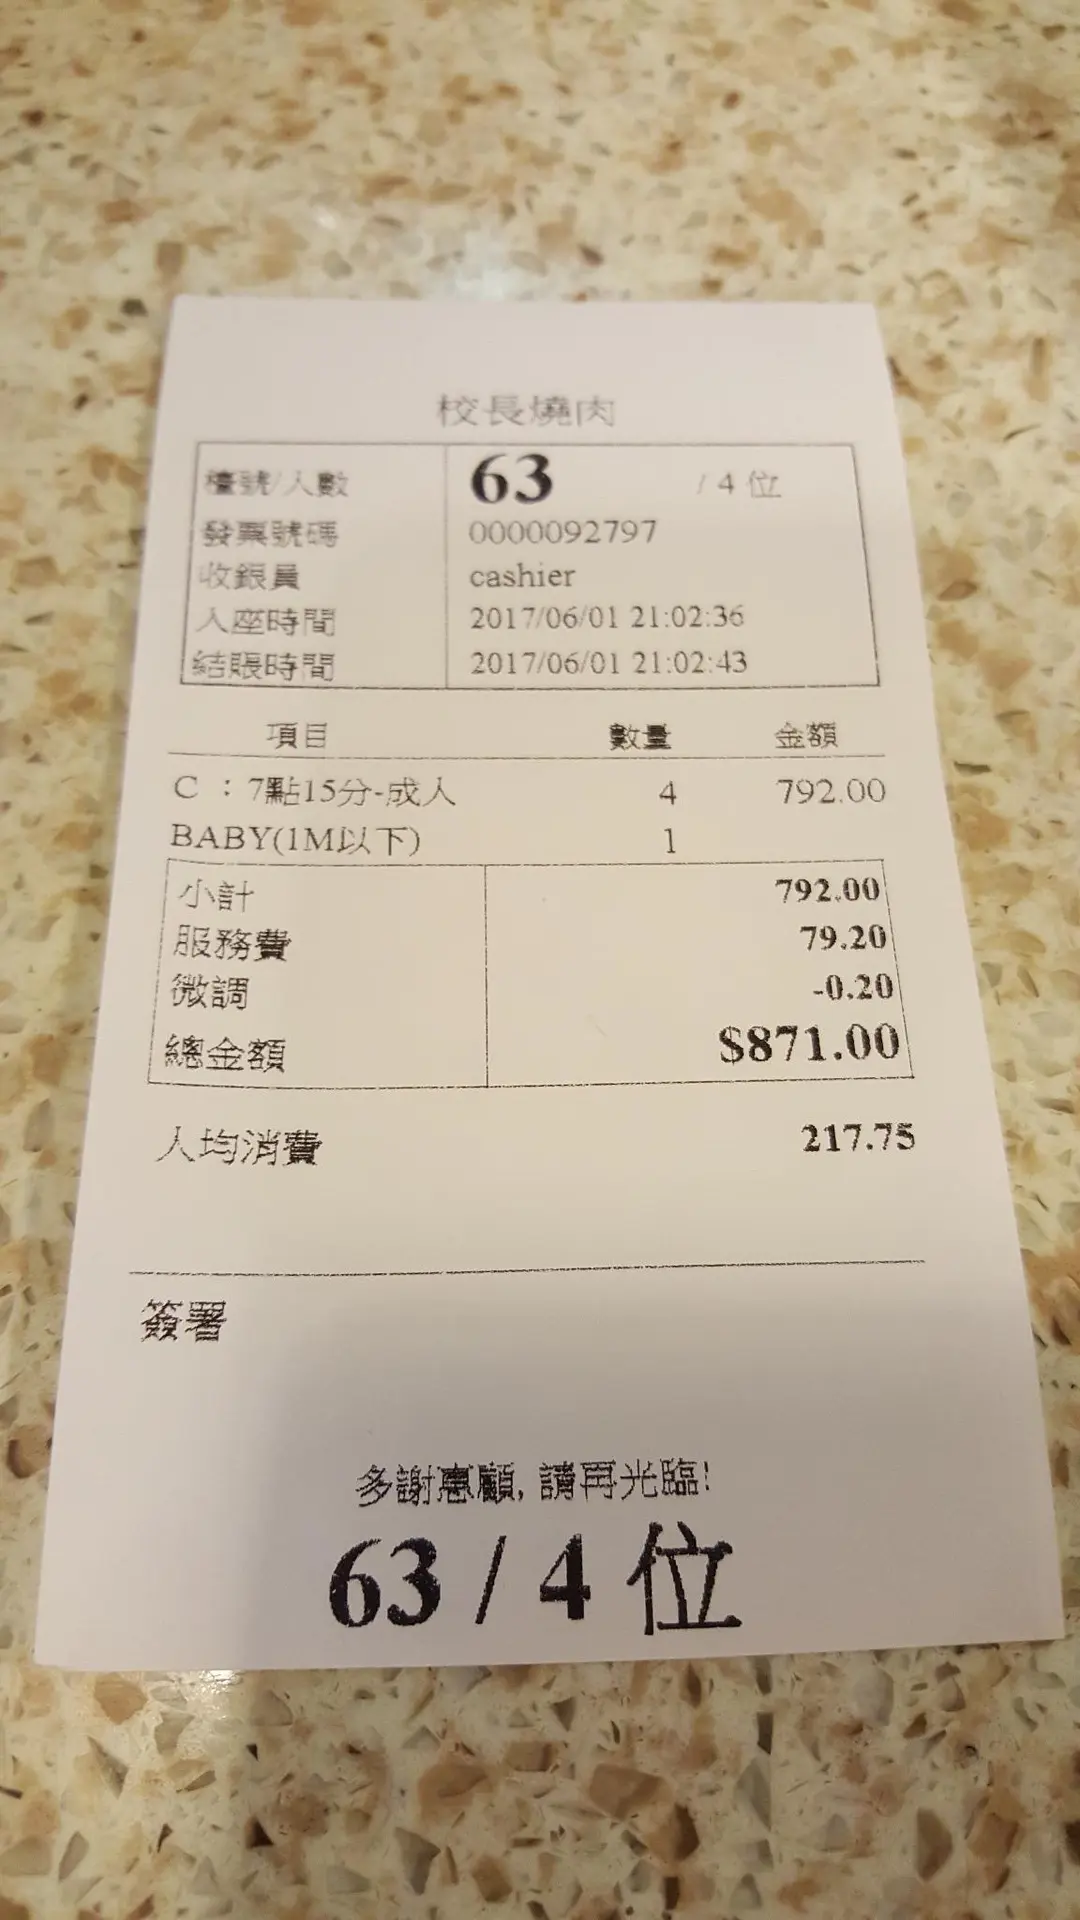 校長燒肉
檯號/人數 63 / 4 位
發票號碼 0000092797
收銀員 cashier
入座時間 2017/06/01 21:02:36
結賬時間 2017/06/01 21:02:43
項目 數量 金額
C ：7點15分-成人 4 792.00
BABY(1M以下) 1
小計 792.00
服務費 79.20
微調 -0.20
總金額 $871.00
人均消費 217.75
簽署
多謝惠顧, 請再光臨!
63 / 4 位